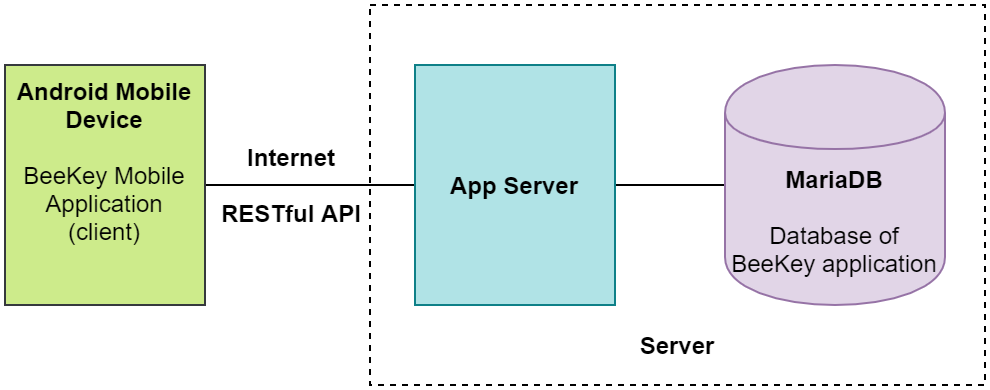 Android Mobile
Device
BeeKey Mobile
Application
(client)
Internet
RESTful API
App Server
MariaDB
Database of
BeeKey application
Server